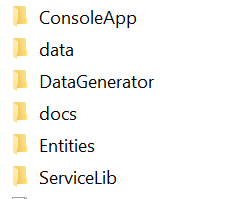 ConsoleApp
data
DataGenerator
docs
Entities
ServiceLib